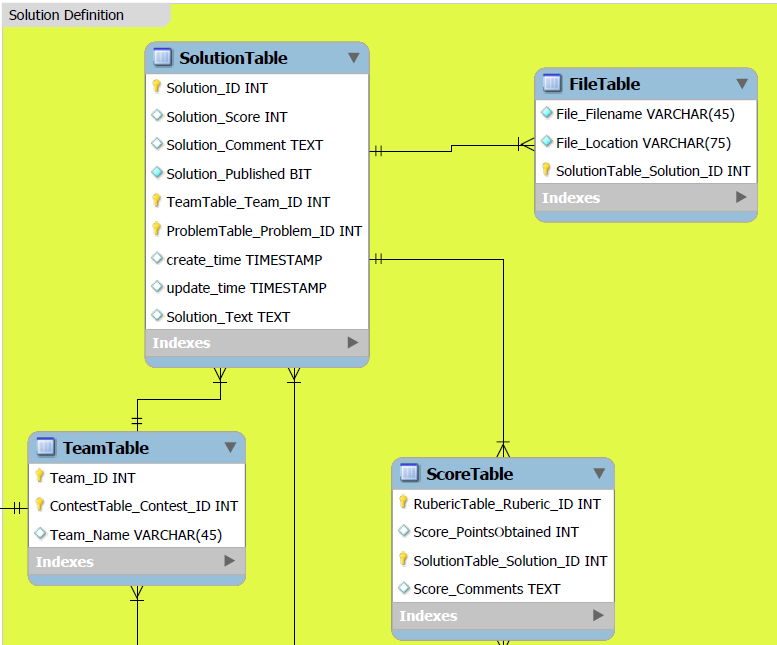 Solution Definition
SolutionTable
Solution_ID INT
Solution_Score INT
Solution_Comment TEXT
Solution_Published BIT
TeamTable_Team_ID INT
ProblemTable_Problem_ID INT
create_time TIMESTAMP
update_time TIMESTAMP
Solution_Text TEXT
Indexes
FileTable
File_Filename VARCHAR(45)
File_Location VARCHAR(75)
SolutionTable_Solution_ID INT
Indexes
TeamTable
Team_ID INT
ContestTable_Contest_ID INT
Team_Name VARCHAR(45)
Indexes
ScoreTable
RubericTable_Ruberic_ID INT
Score_PointsObtained INT
SolutionTable_Solution_ID INT
Score_Comments TEXT
Indexes